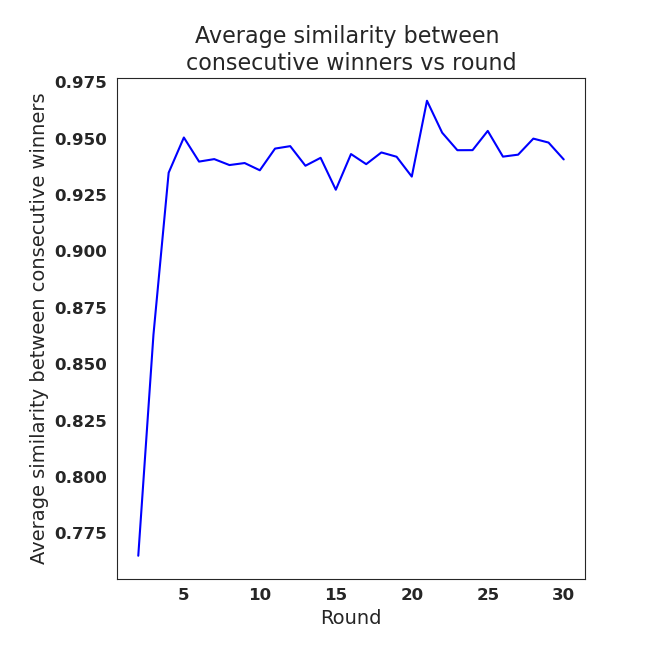 Average similarity between
consecutive winners vs round
Average similarity between consecutive winners
0.975
0.950
0.925
0.900
0.875
0.850
0.825
0.800
0.775
5 10 15 20 25 30
Round